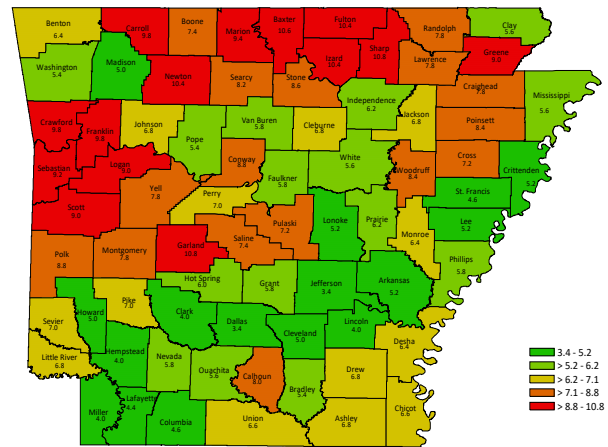 Benton
6.4
Carroll
9.8
Boone
7.4
Marion
9.4
Baxter
10.6
Fulton
10.4
Randolph
7.8
Clay
5.6
Washington
5.4
Madison
5.0
Newton
10.4
Searcy
8.2
Stone
8.6
Izard
10.4
Sharp
10.8
Lawrence
7.8
Greene
9.0
Crawford
9.8
Franklin
9.8
Johnson
6.8
Pope
5.4
Van Buren
5.8
Cleburne
6.8
Independence
6.2
Jackson
6.8
Craighead
7.8
Mississippi
5.6
Poinsett
8.4
Sebastian
9.2
Logan
9.0
Yell
7.8
Conway
8.8
Faulkner
5.8
White
5.6
Woodruff
8.4
Cross
7.2
Crittenden
5.2
St. Francis
4.6
Scott
9.0
Perry
7.0
Pulaski
7.2
Lonoke
5.2
Prairie
6.2
Monroe
6.4
Lee
5.2
Phillips
5.8
Polk
8.8
Montgomery
7.8
Garland
10.8
Saline
7.4
Hot Spring
6.0
Grant
5.8
Jefferson
3.4
Arkansas
5.2
Sevier
7.0
Howard
5.0
Pike
7.0
Clark
4.0
Dallas
3.4
Cleveland
5.0
Lincoln
4.0
Desha
6.4
Little River
6.8
Hempstead
4.0
Nevada
5.8
Ouachita
5.6
Calhoun
8.0
Bradley
5.4
Drew
6.8
Miller
4.0
Lafayette
4.4
Columbia
4.6
Union
6.6
Ashley
6.8
Chicot
6.6
3.4 - 5.2
> 5.2 - 6.2
> 6.2 - 7.1
> 7.1 - 8.8
> 8.8 - 10.8